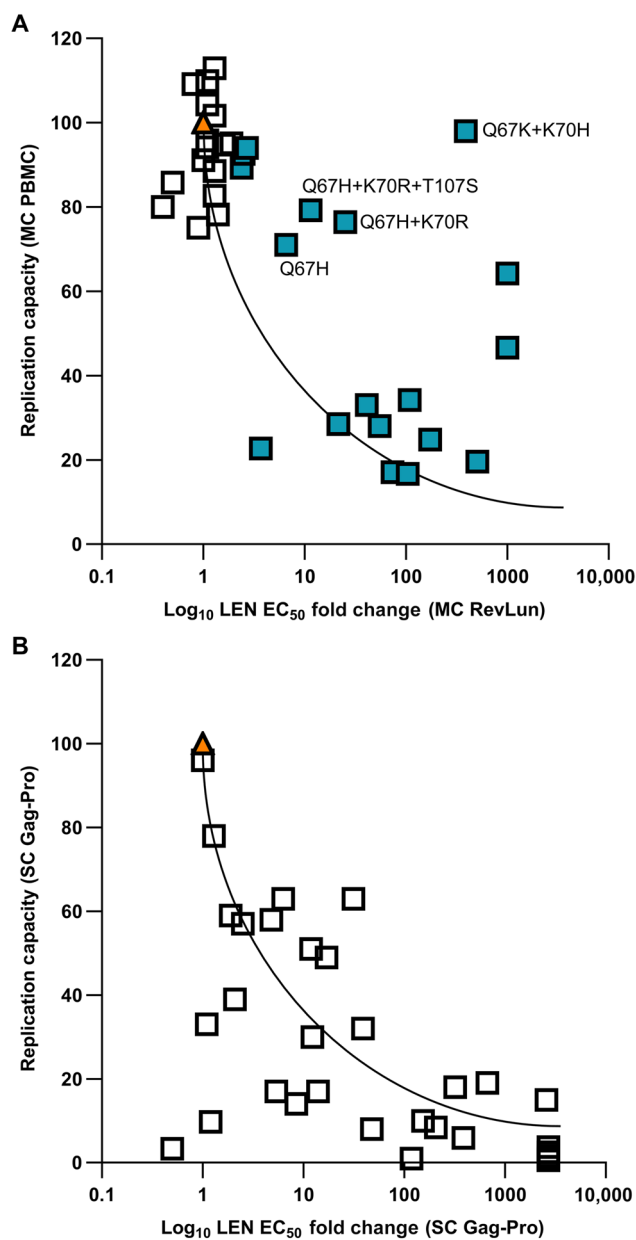 A
120
100
80
60
40
20
0
Replication capacity (MC PBMC)
Q67K+K70H
Q67H+K70R+T107S
Q67H+K70R
Q67H
0.1 1 10 100 1000 10,000
Log₁₀ LEN EC₅₀ fold change (MC RevLun)
B
120
100
80
60
40
20
0
Replication capacity (SC Gag-Pro)
0.1 1 10 100 1000 10,000
Log₁₀ LEN EC₅₀ fold change (SC Gag-Pro)